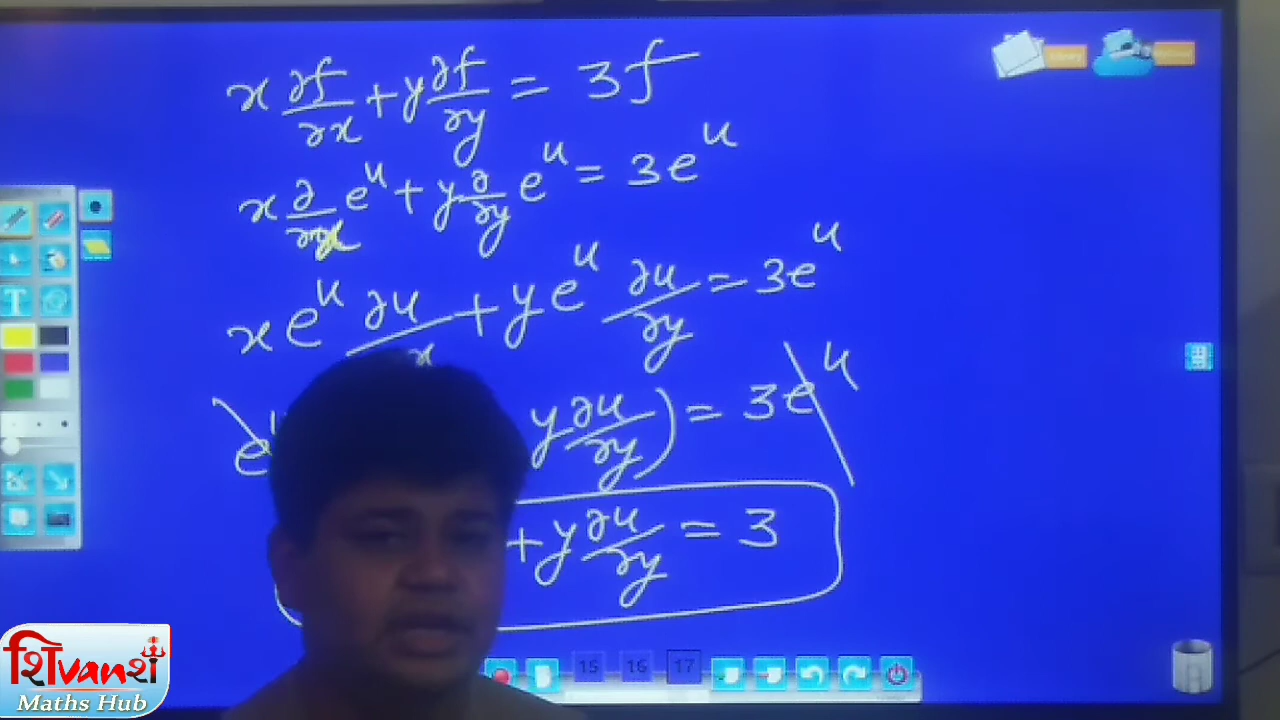 x ∂f/∂x + y ∂f/∂y = 3f
x ∂/∂x e^u + y ∂/∂y e^u = 3e^u
x e^u ∂u/∂x + y e^u ∂u/∂y = 3e^u
e y ∂u/∂y) = 3e^u
+ y ∂u/∂y = 3
15 16 17
शिvanशी
Maths Hub